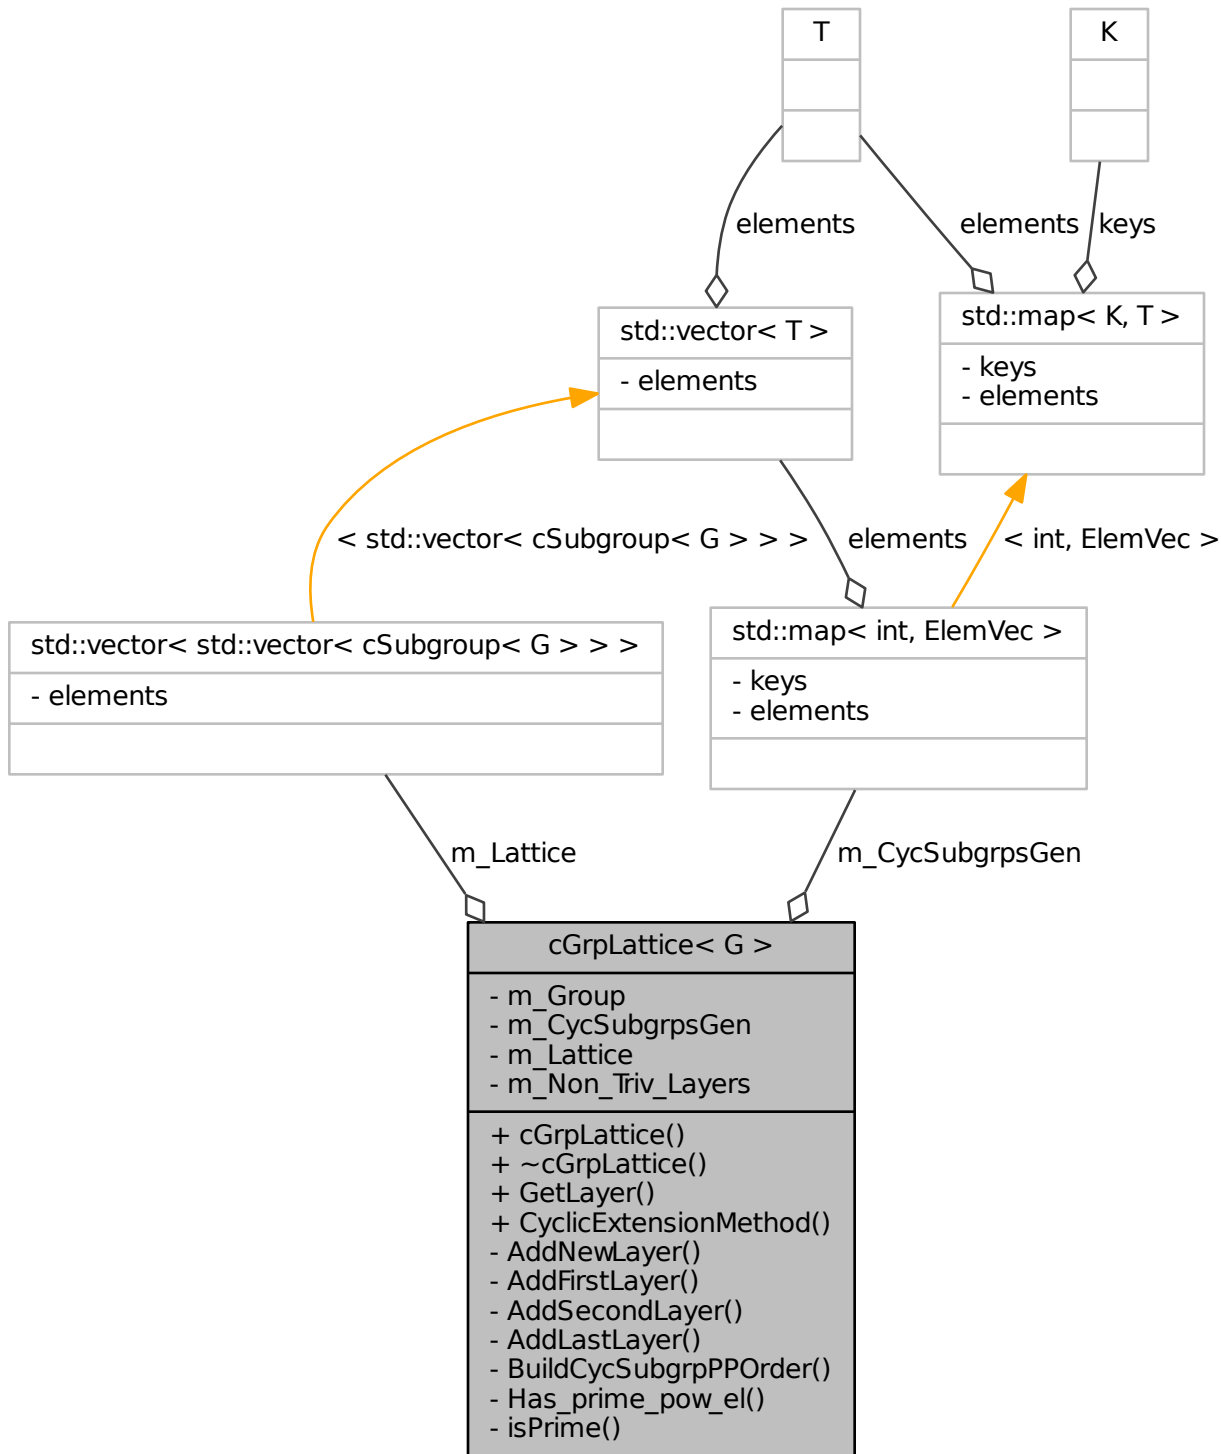 T
K
elements
elements
keys
std::vector< T >
- elements
std::map< K, T >
- keys
- elements
< std::vector< cSubgroup< G > > >
elements
< int, ElemVec >
std::vector< std::vector< cSubgroup< G > > >
- elements
std::map< int, ElemVec >
- keys
- elements
m_Lattice
m_CycSubgrpsGen
cGrpLattice< G >
- m_Group
- m_CycSubgrpsGen
- m_Lattice
- m_Non_Triv_Layers
+ cGrpLattice()
+ ~cGrpLattice()
+ GetLayer()
+ CyclicExtensionMethod()
- AddNewLayer()
- AddFirstLayer()
- AddSecondLayer()
- AddLastLayer()
- BuildCycSubgrpPPOrder()
- Has_prime_pow_el()
- isPrime()